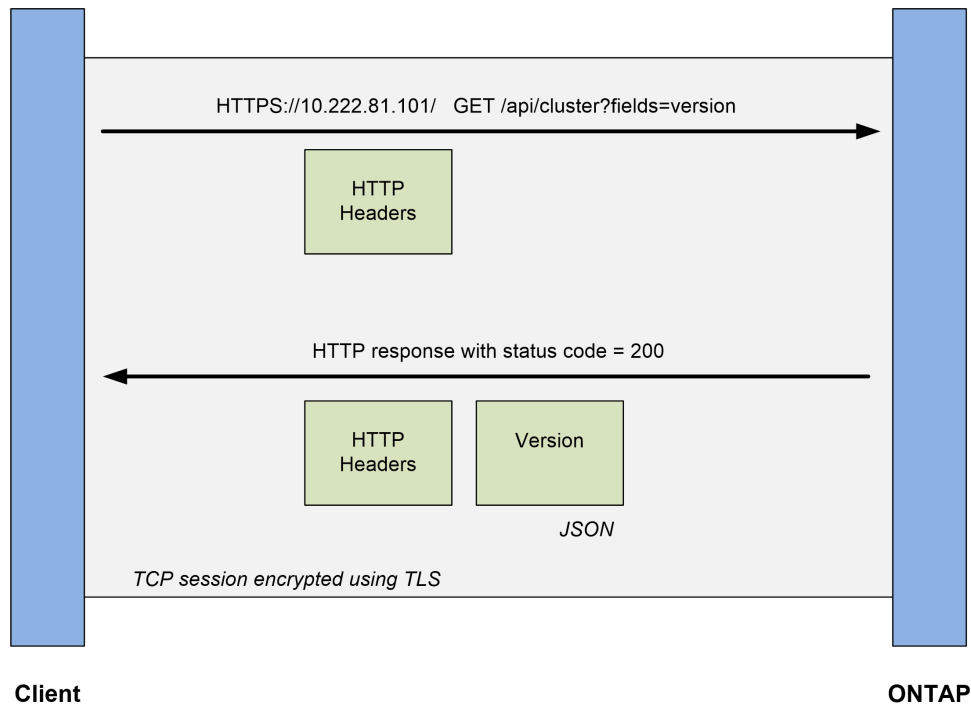 HTTPS://10.222.81.101/   GET /api/cluster?fields=version
HTTP
Headers
HTTP response with status code = 200
HTTP
Headers
Version
JSON
TCP session encrypted using TLS
Client
ONTAP